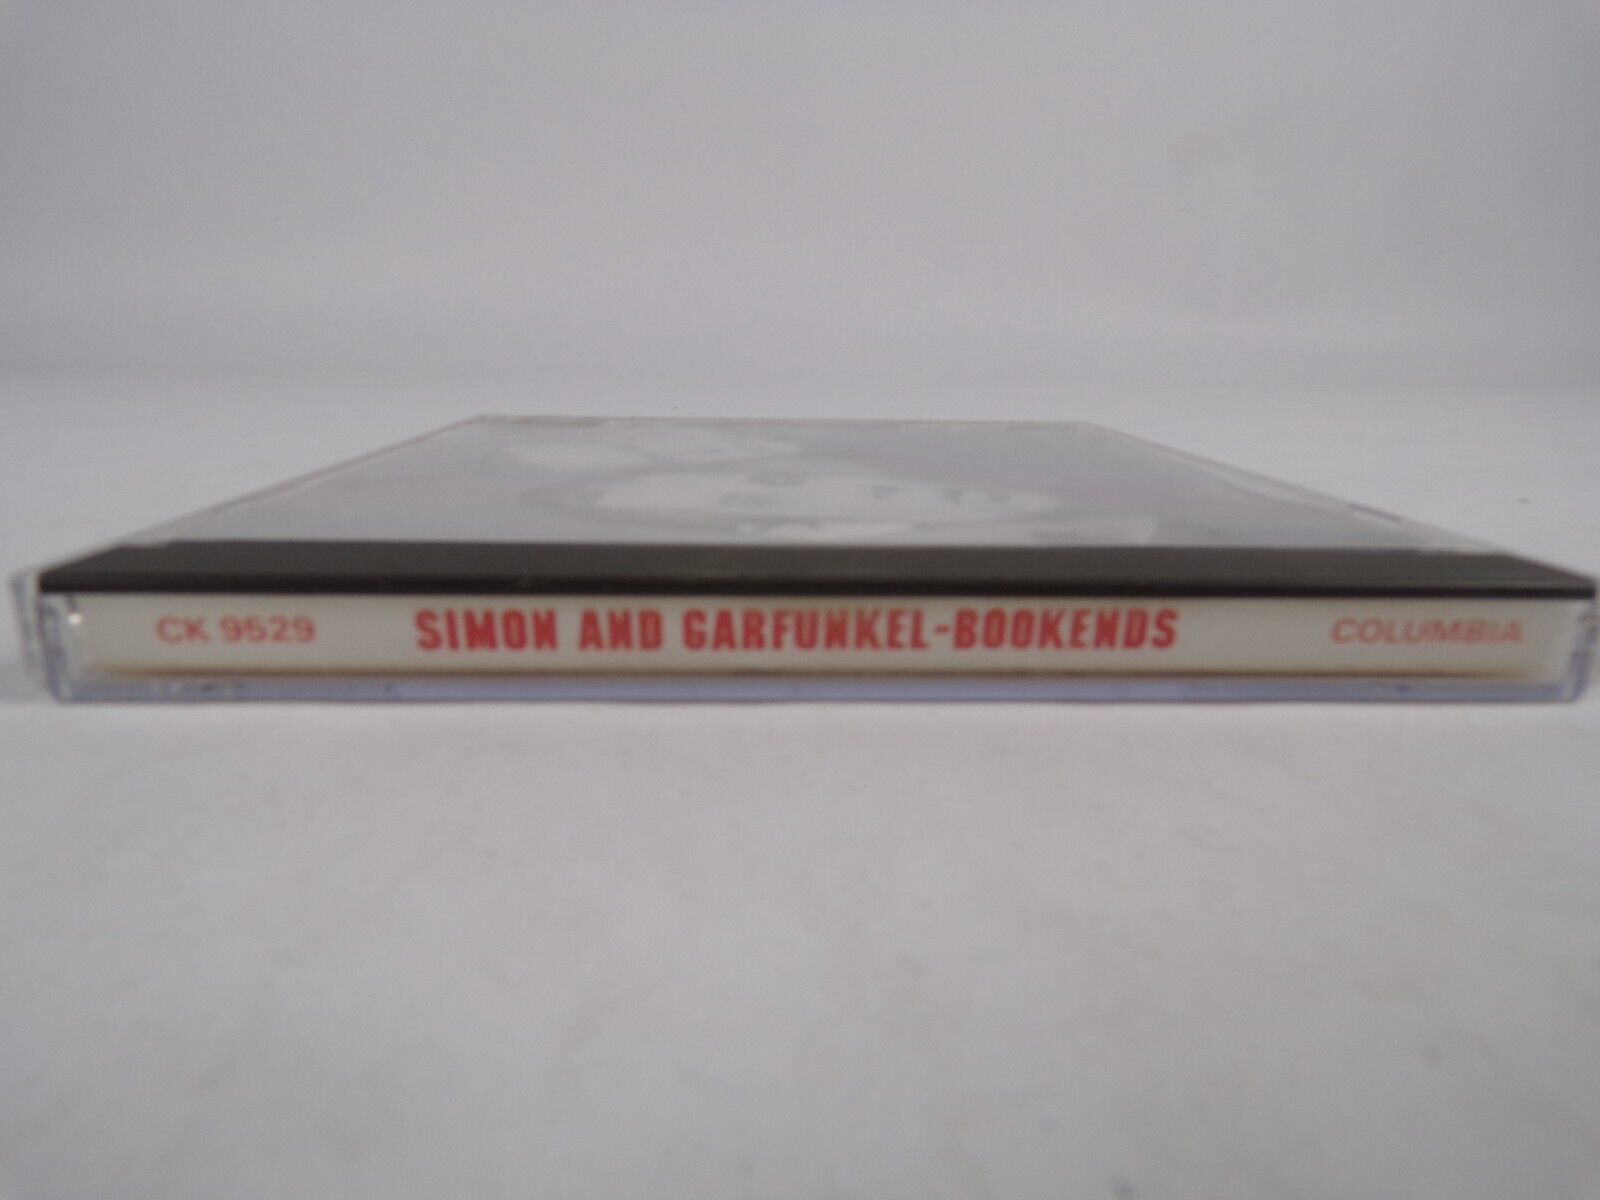 CK 9529 SIMON AND GARFUNKEL-BOOKENDS COLUMBIA